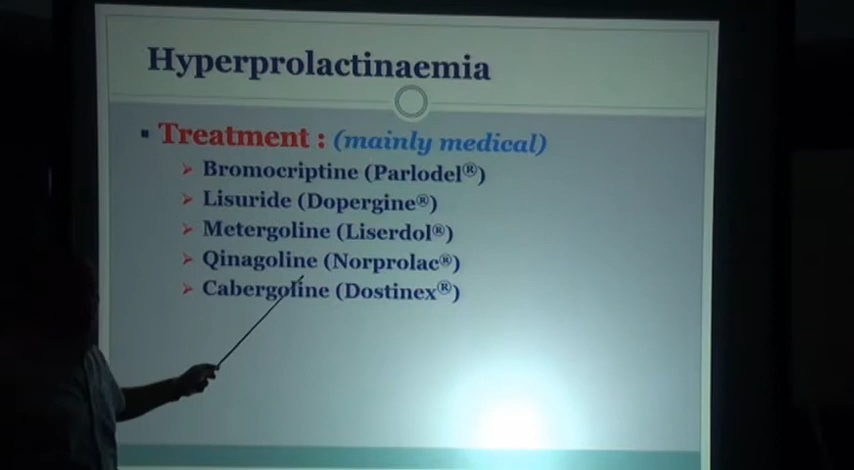 Hyperprolactinaemia
▪ Treatment : (mainly medical)
➢ Bromocriptine (Parlodel®)
➢ Lisuride (Dopergine®)
➢ Metergoline (Liserdol®)
➢ Qinagoline (Norprolac®)
➢ Cabergoline (Dostinex®)